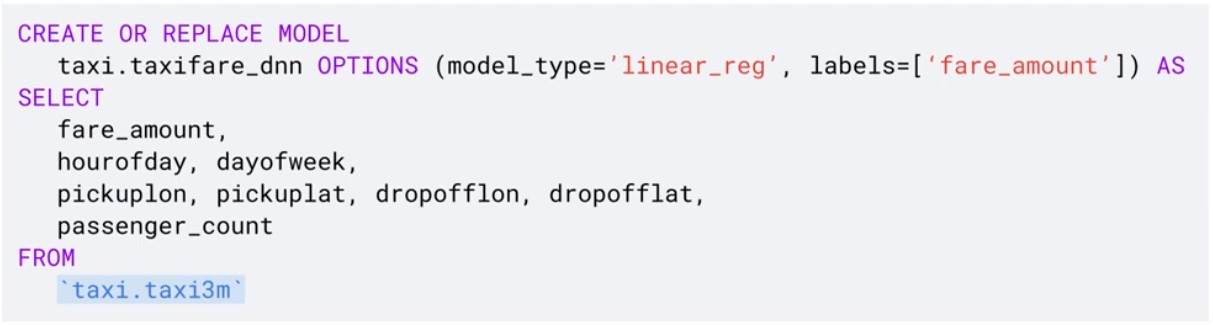 CREATE OR REPLACE MODEL
taxi.taxifare_dnn OPTIONS (model_type=’linear_reg’, labels=[‘fare_amount’]) AS
SELECT
fare_amount,
hourofday, dayofweek,
pickuplon, pickuplat, dropofflon, dropofflat,
passenger_count
FROM
`taxi.taxi3m`